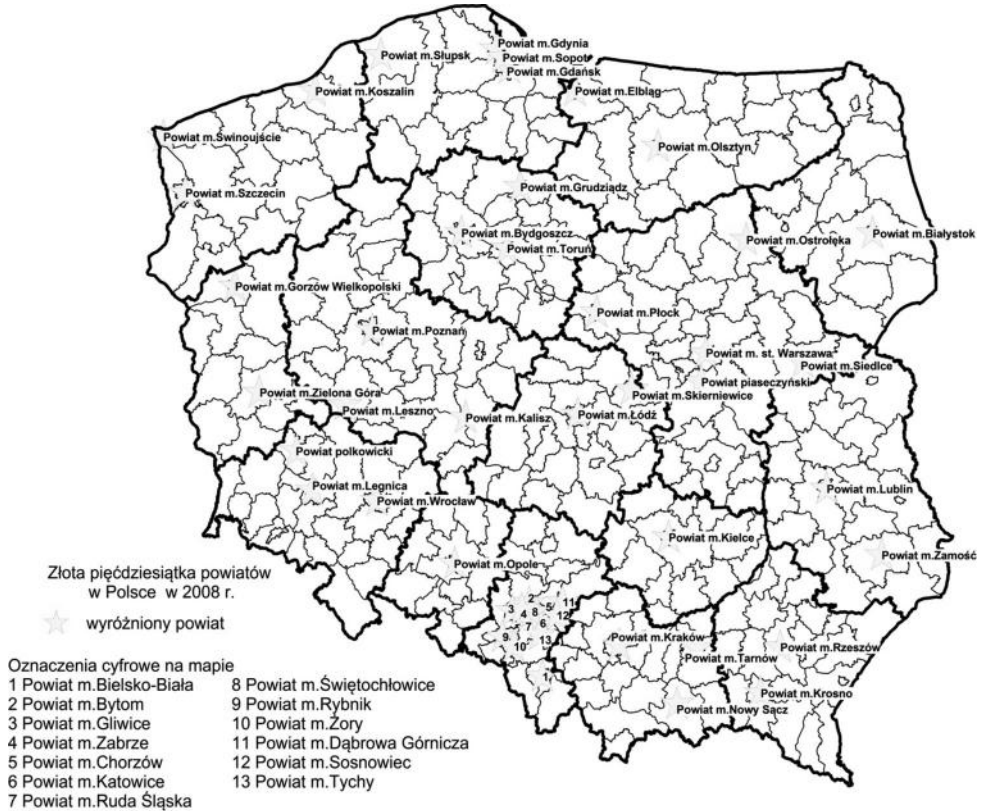 Powiat m.Gdynia
Powiat m.Słupsk
Powiat m.Sopot
Powiat m.Gdańsk
Powiat m.Koszalin
Powiat m.Elbląg
Powiat m.Swinoujście
Powiat m.Olsztyn
Powiat m.Szczecin
Powiat m.Grudziądz
Powiat m.Bydgoszcz
Powiat m.Toruń
Powiat m.Ostrołęka
Powiat m.Białystok
Powiat m.Gorzów Wielkopolski
Powiat m.Płock
Powiat m.Poznań
Powiat m. st. Warszawa
Powiat m.Siedlce
Powiat piaseczyński
Powiat m.Zielona Góra
Powiat m.Skierniewice
Powiat m.Leszno
Powiat m.Kalisz
Powiat m.Łódź
Powiat polkowicki
Powiat m.Legnica
Powiat m.Wrocław
Powiat m.Lublin
Powiat m.Kielce
Powiat m.Zamość
Powiat m.Opole
2
11
3
5
4
8
12
7
6
9
13
10
1
Powiat m.Kraków
Powiat m.Tarnów
Powiat m.Rzeszów
Powiat m.Krosno
Powiat m.Nowy Sącz
Złota pięćdziesiątka powiatów
w Polsce w 2008 r.
wyróżniony powiat
Oznaczenia cyfrowe na mapie
1 Powiat m.Bielsko-Biała
2 Powiat m.Bytom
3 Powiat m.Gliwice
4 Powiat m.Zabrze
5 Powiat m.Chorzów
6 Powiat m.Katowice
7 Powiat m.Ruda Śląska
8 Powiat m.Świętochłowice
9 Powiat m.Rybnik
10 Powiat m.Żory
11 Powiat m.Dąbrowa Górnicza
12 Powiat m.Sosnowiec
13 Powiat m.Tychy